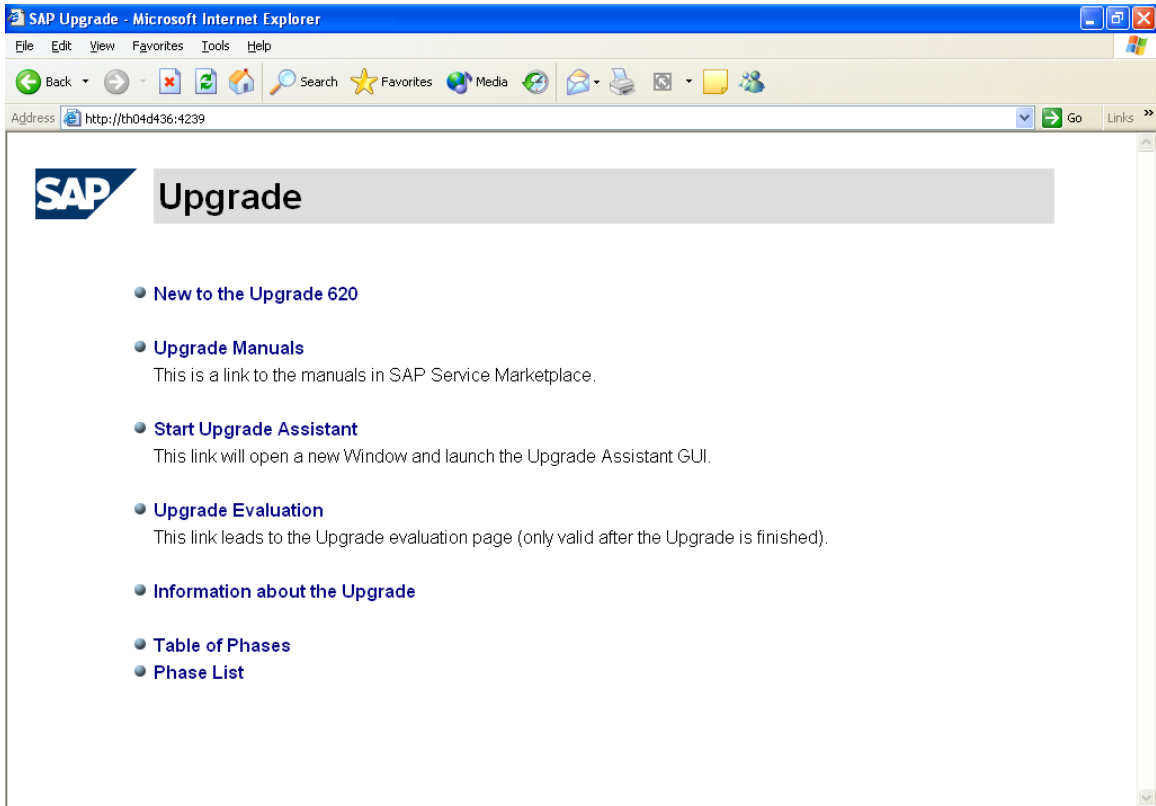 SAP Upgrade - Microsoft Internet Explorer
File Edit View Favorites Tools Help
Back Search Favorites Media
Address http://th04d436:4239 Go Links »
SAP Upgrade
New to the Upgrade 620
Upgrade Manuals
This is a link to the manuals in SAP Service Marketplace.
Start Upgrade Assistant
This link will open a new Window and launch the Upgrade Assistant GUI.
Upgrade Evaluation
This link leads to the Upgrade evaluation page (only valid after the Upgrade is finished).
Information about the Upgrade
Table of Phases
Phase List